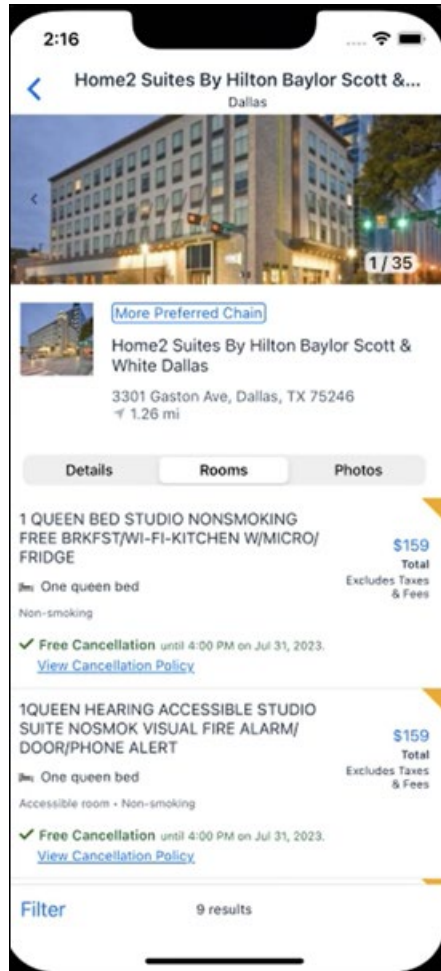 2:16
Home2 Suites By Hilton Baylor Scott &...
Dallas
1 / 35
More Preferred Chain
Home2 Suites By Hilton Baylor Scott &
White Dallas
3301 Gaston Ave, Dallas, TX 75246
1.26 mi
Details Rooms Photos
1 QUEEN BED STUDIO NONSMOKING
FREE BRKFST/WI-FI-KITCHEN W/MICRO/
FRIDGE
$159
Total
Excludes Taxes
& Fees
One queen bed
Non-smoking
Free Cancellation until 4:00 PM on Jul 31, 2023.
View Cancellation Policy
1QUEEN HEARING ACCESSIBLE STUDIO
SUITE NOSMOK VISUAL FIRE ALARM/
DOOR/PHONE ALERT
$159
Total
Excludes Taxes
& Fees
One queen bed
Accessible room • Non-smoking
Free Cancellation until 4:00 PM on Jul 31, 2023.
View Cancellation Policy
Filter 9 results